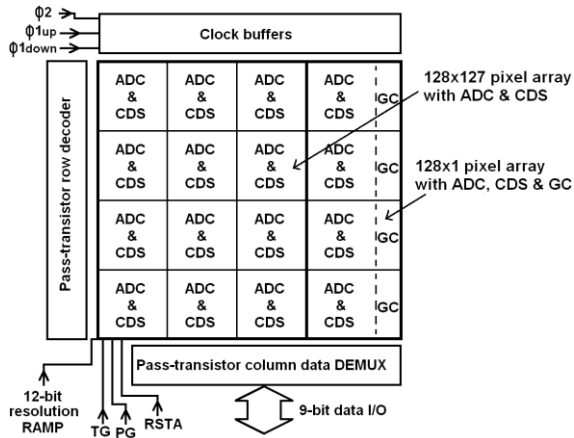 ϕ2
ϕ1up
ϕ1down
Clock buffers
Pass-transistor row decoder
ADC & CDS
ADC & CDS
ADC & CDS
ADC & CDS
GC
ADC & CDS
ADC & CDS
ADC & CDS
ADC & CDS
GC
ADC & CDS
ADC & CDS
ADC & CDS
ADC & CDS
GC
ADC & CDS
ADC & CDS
ADC & CDS
ADC & CDS
GC
128x127 pixel array
with ADC & CDS
128x1 pixel array
with ADC, CDS & GC
Pass-transistor column data DEMUX
12-bit
resolution
RAMP
TG
PG
RSTA
9-bit data I/O